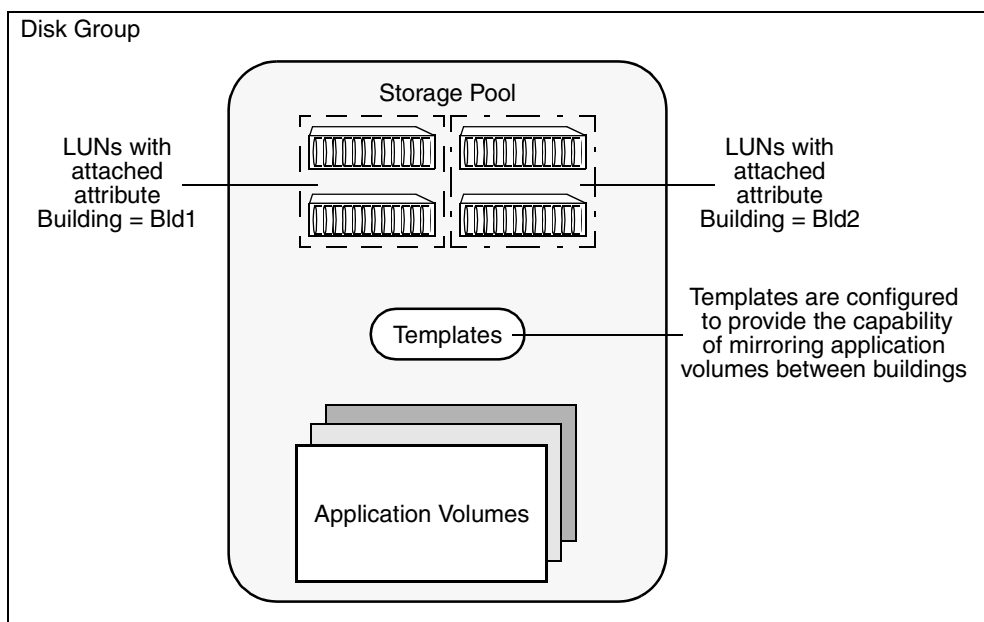 Disk Group
Storage Pool
LUNs with
attached
attribute
Building = Bld1
LUNs with
attached
attribute
Building = Bld2
Templates
Templates are configured
to provide the capability
of mirroring application
volumes between buildings
Application Volumes